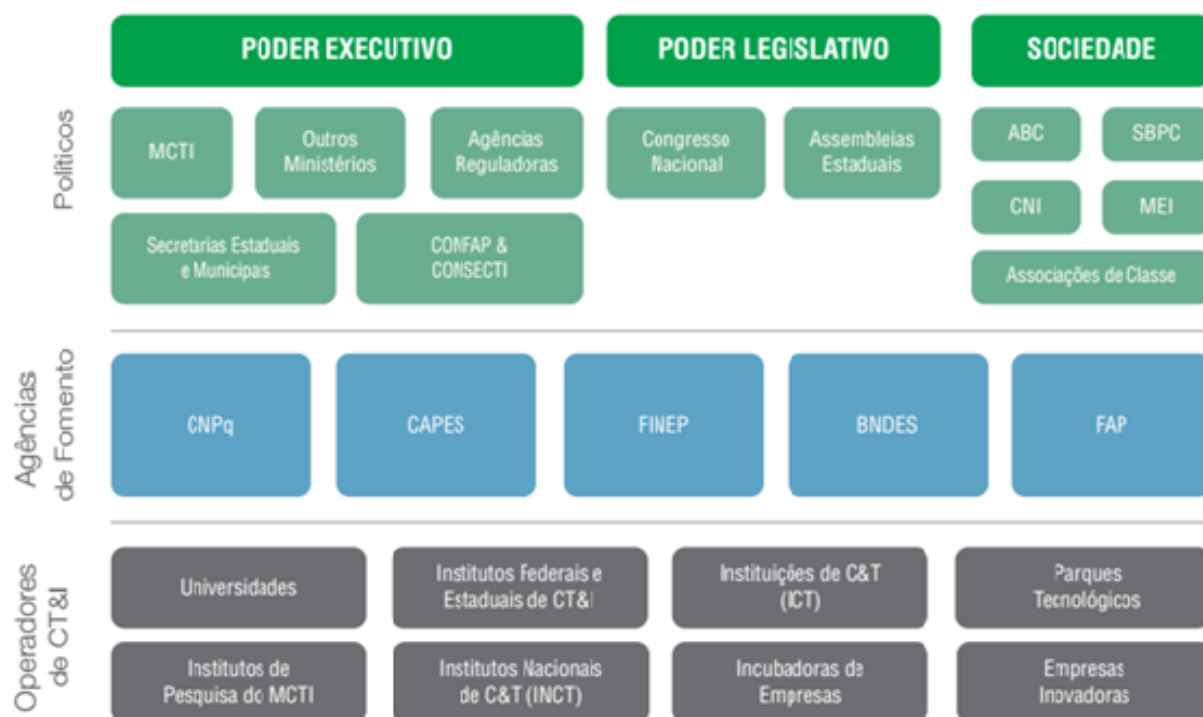 PODER EXECUTIVO
PODER LEGISLATIVO
SOCIEDADE
Políticos
MCTI
Outros
Ministérios
Agências
Reguladoras
Congresso
Nacional
Assembleias
Estaduais
ABC
SBPC
CNI
MEI
Secretarias Estaduais
e Municipais
CONFAP &
CONSECTI
Associações de Classe
Agências
de Fomento
CNPq
CAPES
FINEP
BNDES
FAP
Operadores
de CT&I
Universidades
Institutos Federais e
Estaduais de CT&I
Instituições de C&T
(ICT)
Parques
Tecnológicos
Institutos de
Pesquisa do MCTI
Institutos Nacionais
de C&T (INCT)
Incubadoras de
Empresas
Empresas
Inovadoras